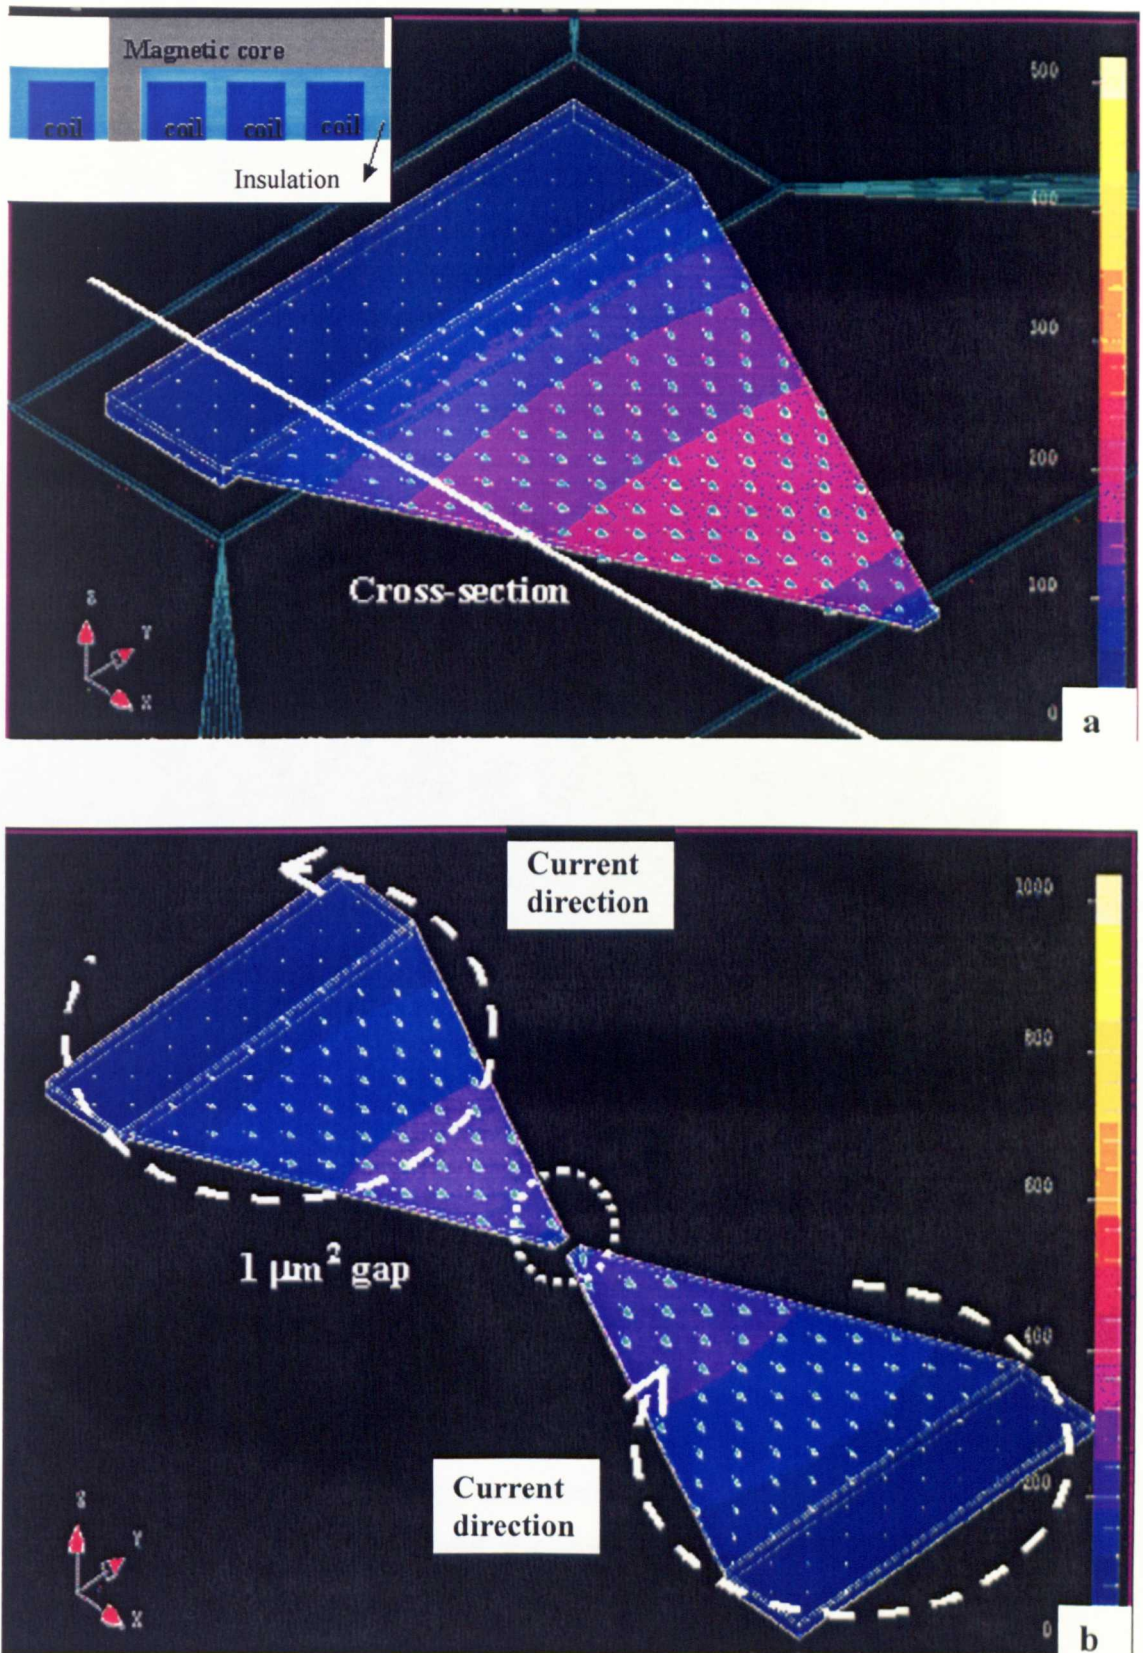 Magnetic core
coil
coil
coil
coil
Insulation
500
400
300
200
100
0
Cross-section
Z
Y
X
a
Current
direction
1000
800
600
400
200
0
1 µm² gap
Current
direction
Z
Y
X
b